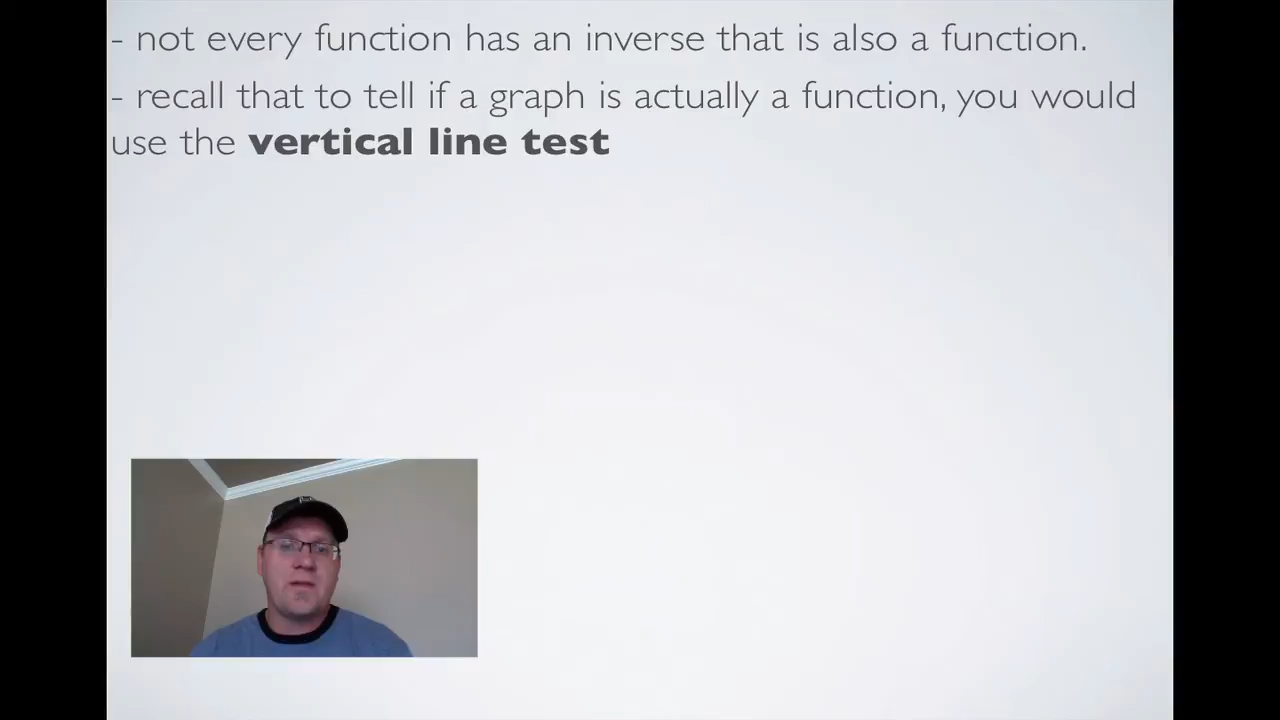 - not every function has an inverse that is also a function.
- recall that to tell if a graph is actually a function, you would
use the vertical line test